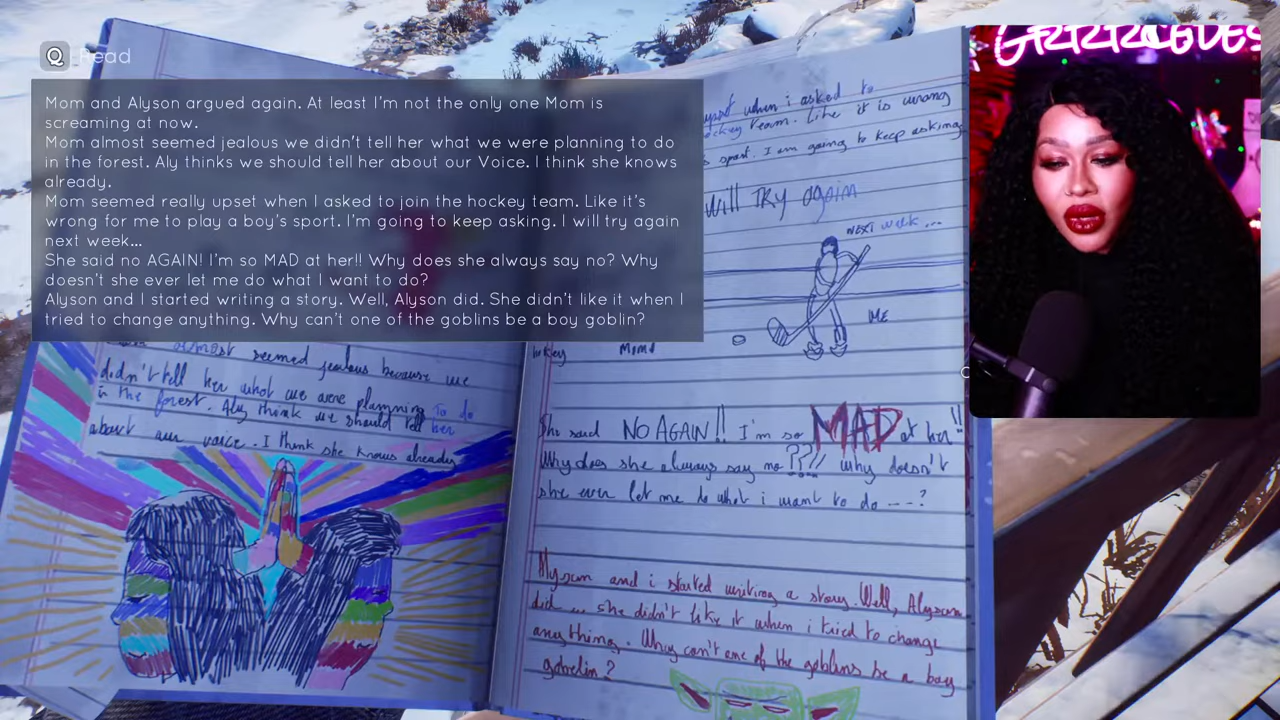 Q Read
Mom and Alyson argued again. At least I'm not the only one Mom is
screaming at now.
Mom almost seemed jealous we didn't tell her what we were planning to do
in the forest. Aly thinks we should tell her about our Voice. I think she knows
already.
Mom seemed really upset when I asked to join the hockey team. Like it's
wrong for me to play a boy's sport. I'm going to keep asking. I will try again
next week...
She said no AGAIN! I'm so MAD at her!! Why does she always say no? Why
doesn't she ever let me do what I want to do?
Alyson and I started writing a story. Well, Alyson did. She didn't like it when I
tried to change anything. Why can't one of the goblins be a boy goblin?
almost seemed jealous because we
didn't tell her what we were planning to do
in the forest. Aly think we should tell her
about our voice. I think she knows already
upset when i asked to
hockey team. Like it is wrong
s sport. I am going to keep asking
will TRY again
NEXT week ...
ME
She said NO AGAIN!! I'm so MAD at her!!
Why does she always say no ??!! why doesn't
she ever let me do what i want to do ----?
Alyson and i started writing a story. Well, Alyson
did ... she didn't like it when i tried to change
anything. Why can't one of the goblins be a boy
gobelin?